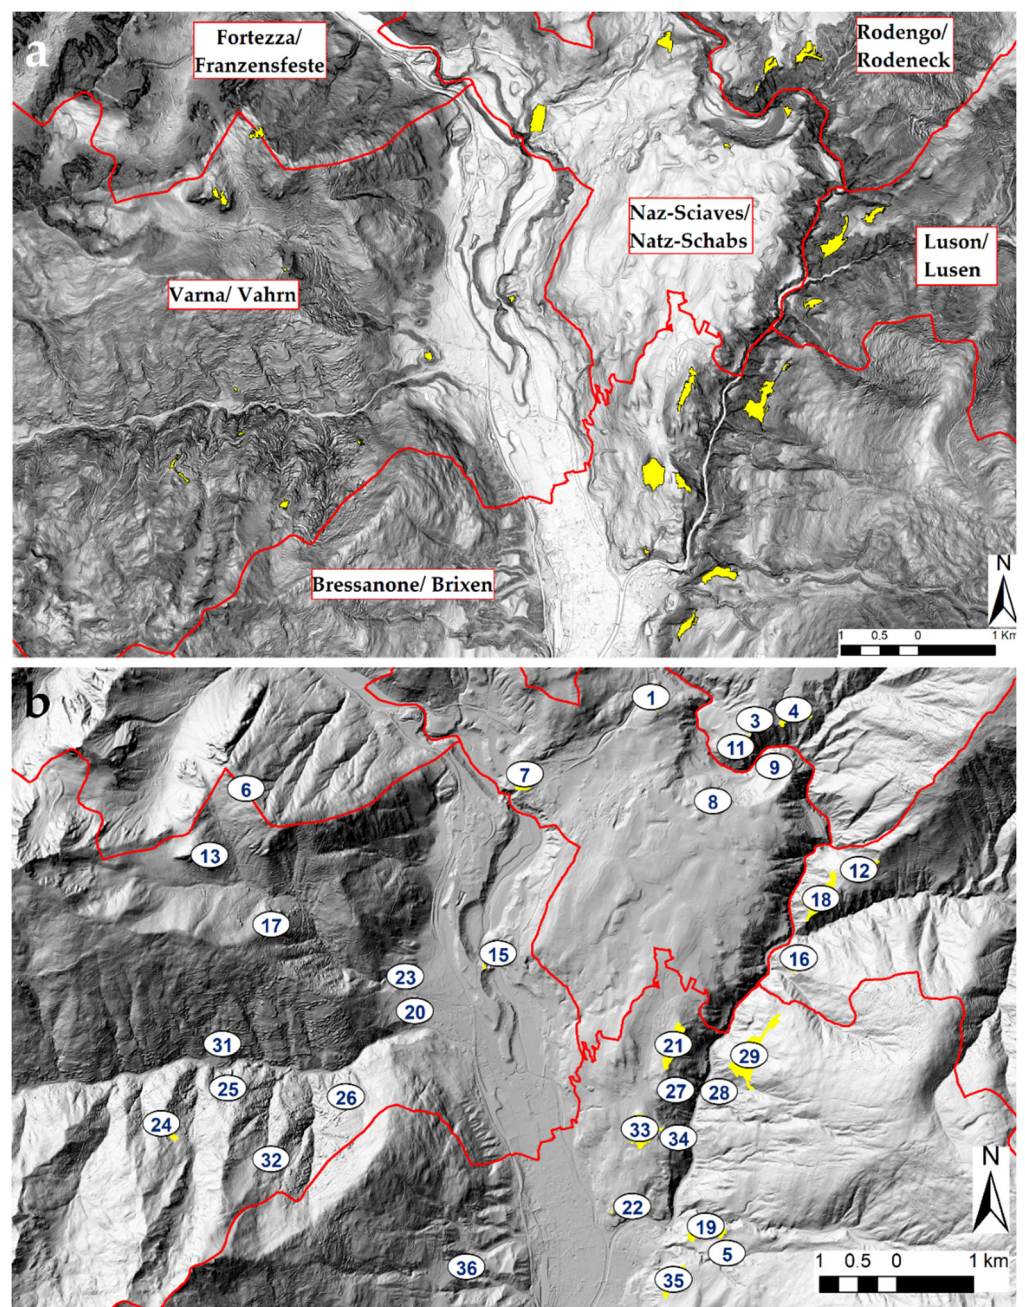 a
Fortezza/
Franzensfeste
Rodengo/
Rodeneck
Naz-Sciaves/
Natz-Schabs
Luson/
Lusen
Varna/ Vahrn
Bressanone/ Brixen
N
1 0.5 0 1 Km
b
1
3
4
11
9
7
6
8
13
12
18
17
15
16
23
20
31
21
29
25
27
28
26
24
33
34
32
22
19
5
36
35
N
1 0.5 0 1 km